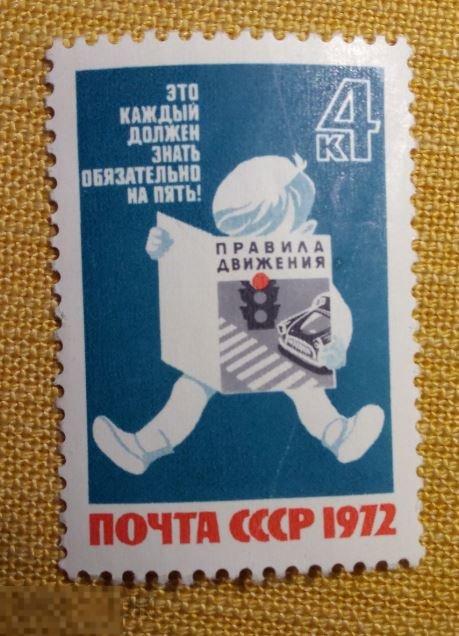 ЭТО
КАЖДЫЙ
ДОЛЖЕН
ЗНАТЬ
ОБЯЗАТЕЛЬНО
НА ПЯТЬ!
4
К
ПРАВИЛА
ДВИЖЕНИЯ
ПОЧТА СССР 1972